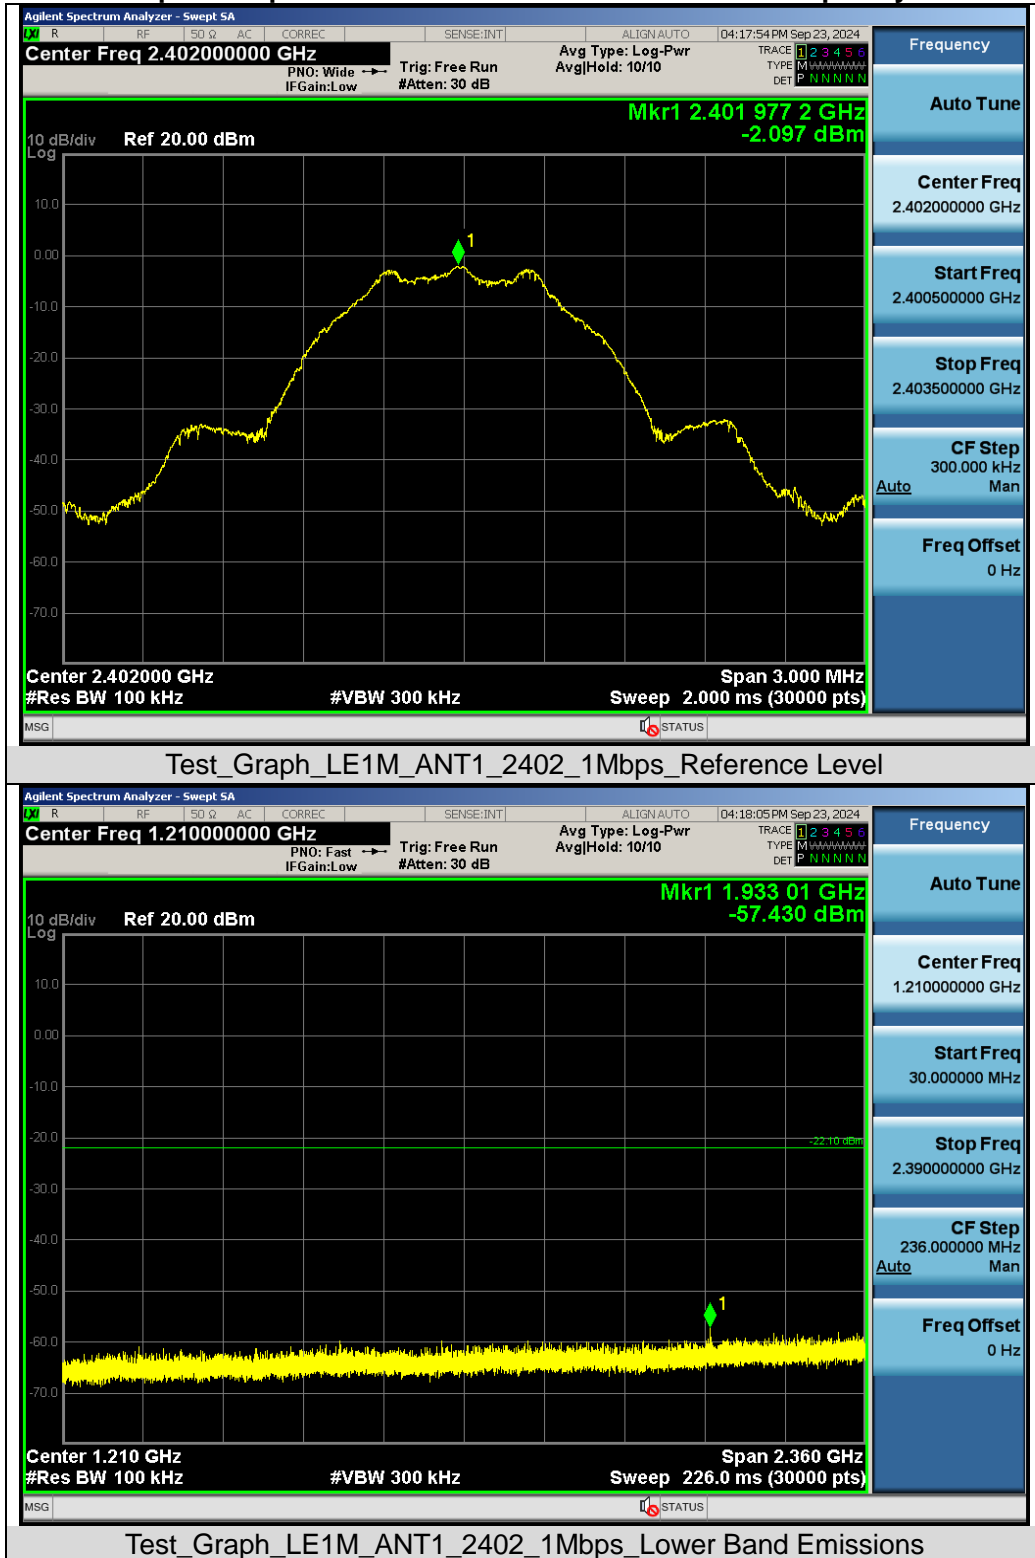 Agilent Spectrum Analyzer - Swept SA
LXI R RF 50 Ω AC CORREC SENSE:INT ALIGN AUTO 04:17:54 PM Sep 23, 2024
Center Freq 2.402000000 GHz
PNO: Wide
IFGain:Low
Trig: Free Run
#Atten: 30 dB
Avg Type: Log-Pwr
Avg|Hold: 10/10
TRACE 1 2 3 4 5 6
TYPE M
DET P N N N N N
Mkr1 2.401 977 2 GHz
-2.097 dBm
10 dB/div Ref 20.00 dBm
Log
10.0
0.00
-10.0
-20.0
-30.0
-40.0
-50.0
-60.0
-70.0
1
Center 2.402000 GHz Span 3.000 MHz
#Res BW 100 kHz #VBW 300 kHz Sweep 2.000 ms (30000 pts)
MSG STATUS
Frequency
Auto Tune
Center Freq
2.402000000 GHz
Start Freq
2.400500000 GHz
Stop Freq
2.403500000 GHz
CF Step
300.000 kHz
Auto Man
Freq Offset
0 Hz
Test_Graph_LE1M_ANT1_2402_1Mbps_Reference Level
Agilent Spectrum Analyzer - Swept SA
LXI R RF 50 Ω AC CORREC SENSE:INT ALIGN AUTO 04:18:05 PM Sep 23, 2024
Center Freq 1.210000000 GHz
PNO: Fast
IFGain:Low
Trig: Free Run
#Atten: 30 dB
Avg Type: Log-Pwr
Avg|Hold: 10/10
TRACE 1 2 3 4 5 6
TYPE M
DET P N N N N N
Mkr1 1.933 01 GHz
-57.430 dBm
10 dB/div Ref 20.00 dBm
Log
10.0
0.00
-10.0
-20.0
-30.0
-40.0
-50.0
-60.0
-70.0
-22.10 dBm
1
Center 1.210 GHz Span 2.360 GHz
#Res BW 100 kHz #VBW 300 kHz Sweep 226.0 ms (30000 pts)
MSG STATUS
Frequency
Auto Tune
Center Freq
1.210000000 GHz
Start Freq
30.000000 MHz
Stop Freq
2.390000000 GHz
CF Step
236.000000 MHz
Auto Man
Freq Offset
0 Hz
Test_Graph_LE1M_ANT1_2402_1Mbps_Lower Band Emissions